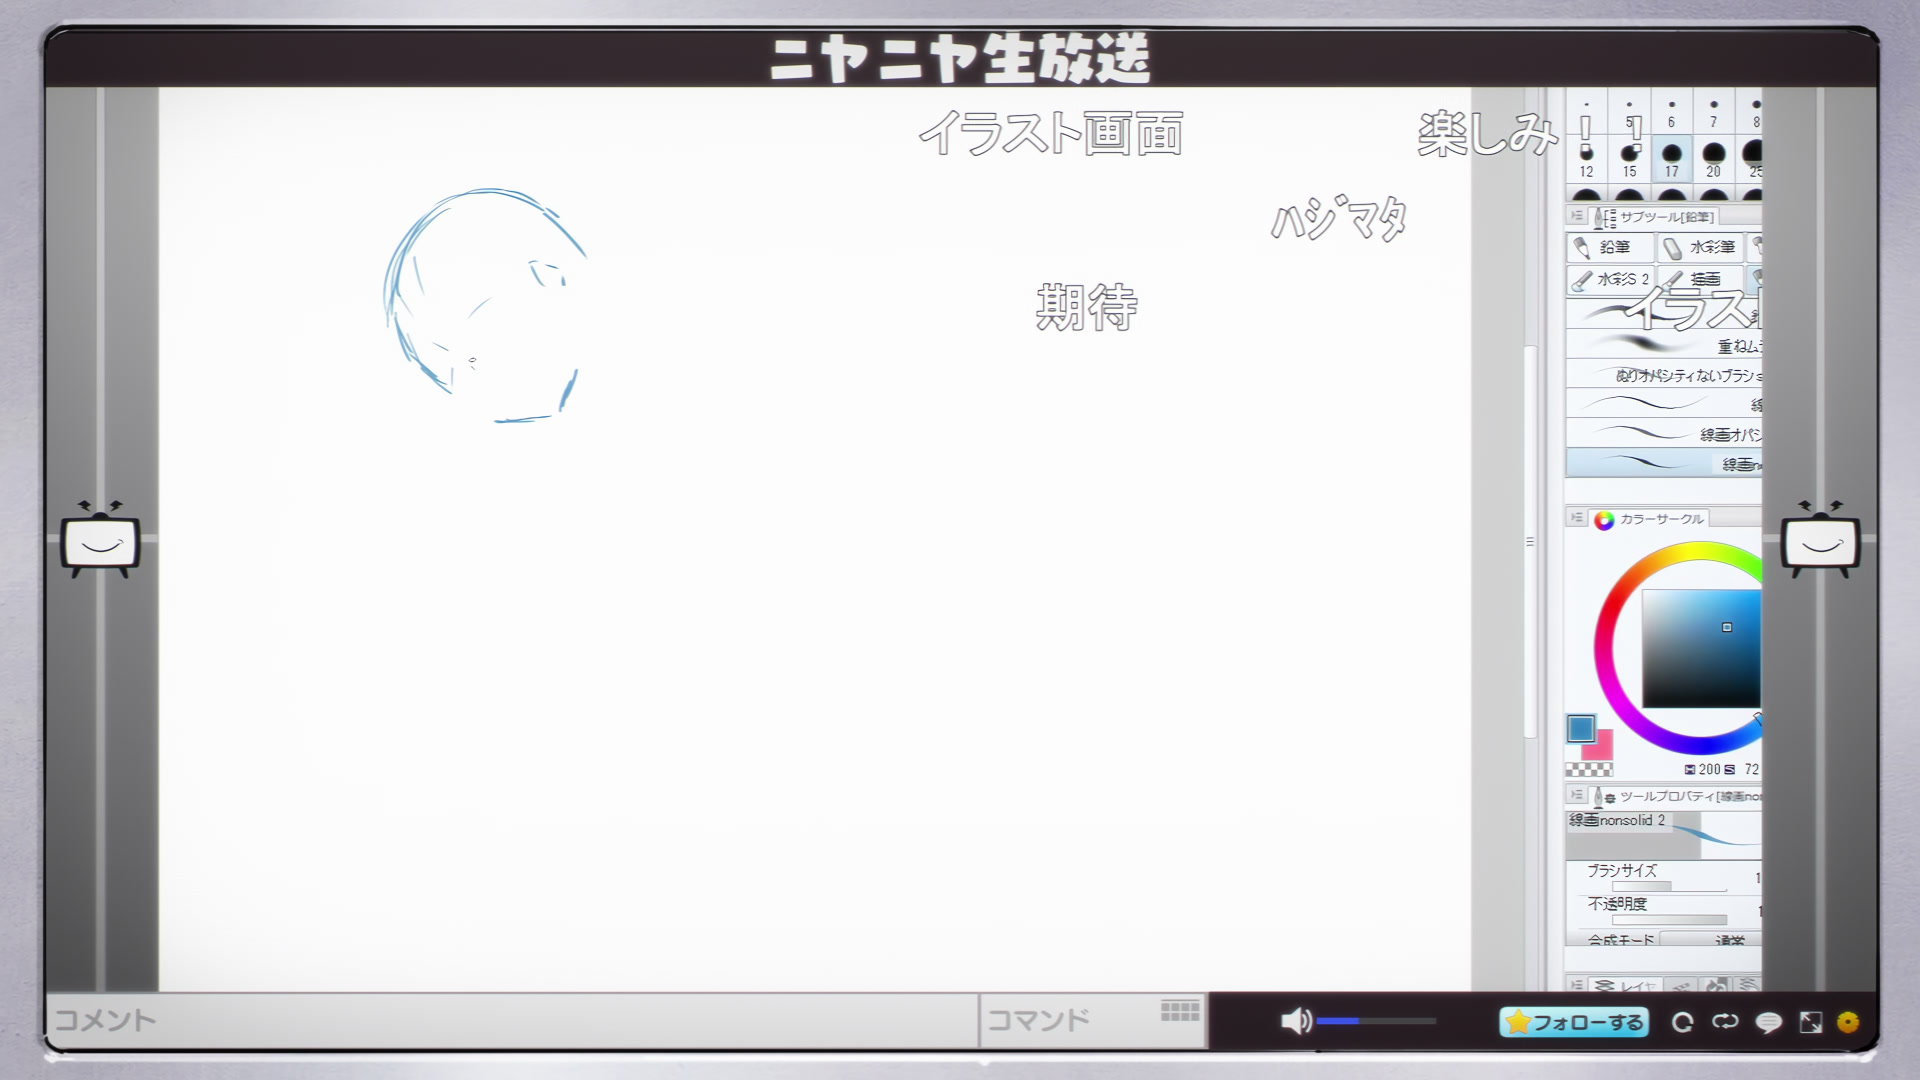 ニヤニヤ生放送
イラスト画面
楽しみ！！
ハジマタ
期待
イラスト
5 6 7 8
12 15 17 20 25
サブツール[鉛筆]
鉛筆
水彩筆
水彩S 2
描画
重ねム
ぬりオパシティないブラシ
線
線画オパシ
線画n
カラーサークル
H 200 S 72
ツールプロパティ[線画non
線画nonsolid 2
ブラシサイズ
1
不透明度
1
合成モード
通常
レイヤ
コメント
コマンド
フォローする